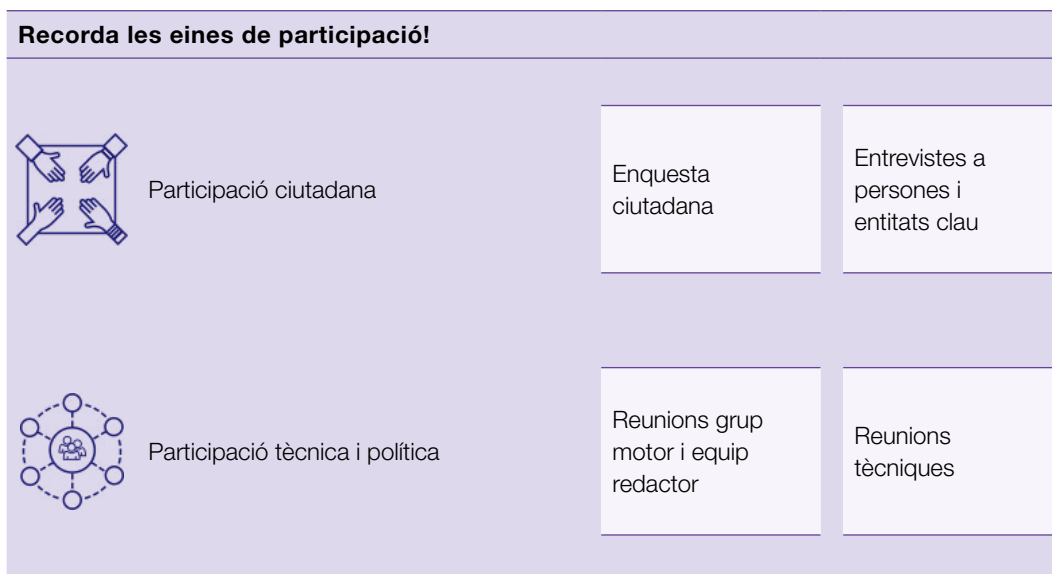 Recorda les eines de participació!
Participació ciutadana
Enquesta
ciutadana
Entrevistes a
persones i
entitats clau
Participació tècnica i política
Reunions grup
motor i equip
redactor
Reunions
tècniques